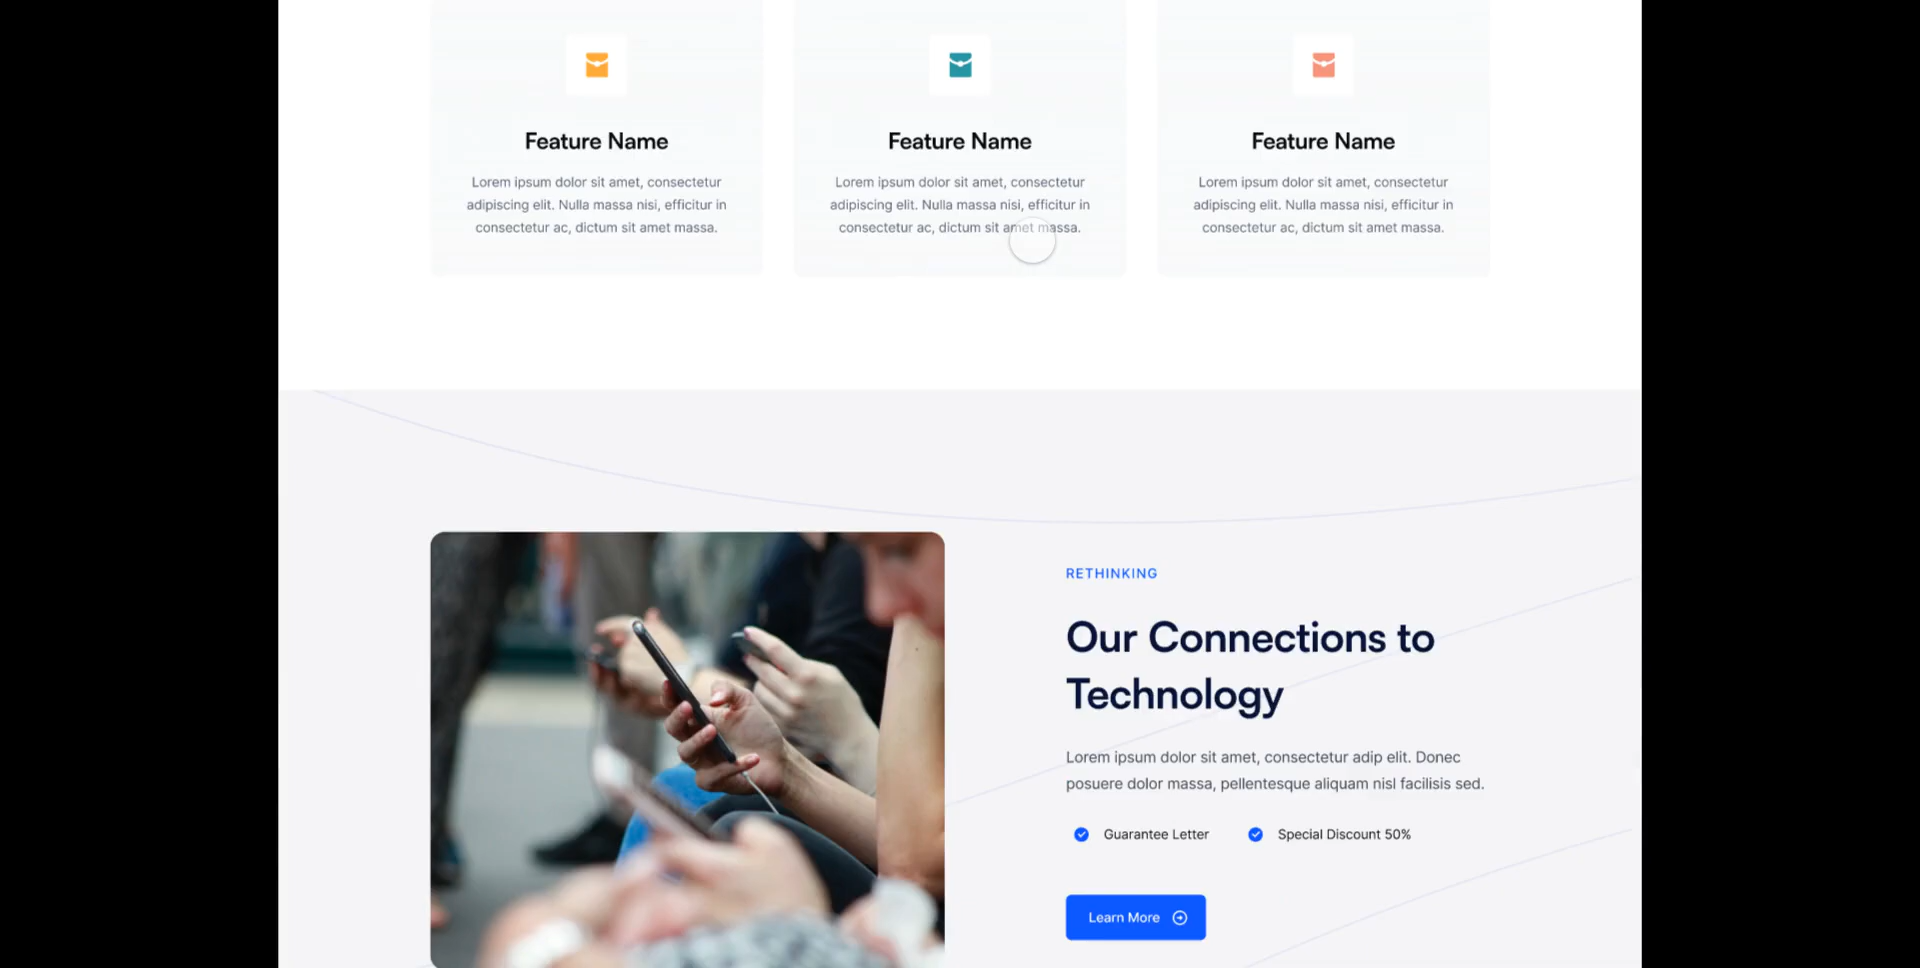 Feature Name
Lorem ipsum dolor sit amet, consectetur
adipiscing elit. Nulla massa nisi, efficitur in
consectetur ac, dictum sit amet massa.
Feature Name
Lorem ipsum dolor sit amet, consectetur
adipiscing elit. Nulla massa nisi, efficitur in
consectetur ac, dictum sit amet massa.
Feature Name
Lorem ipsum dolor sit amet, consectetur
adipiscing elit. Nulla massa nisi, efficitur in
consectetur ac, dictum sit amet massa.
RETHINKING
Our Connections to
Technology
Lorem ipsum dolor sit amet, consectetur adip elit. Donec
posuere dolor massa, pellentesque aliquam nisl facilisis sed.
Guarantee Letter
Special Discount 50%
Learn More